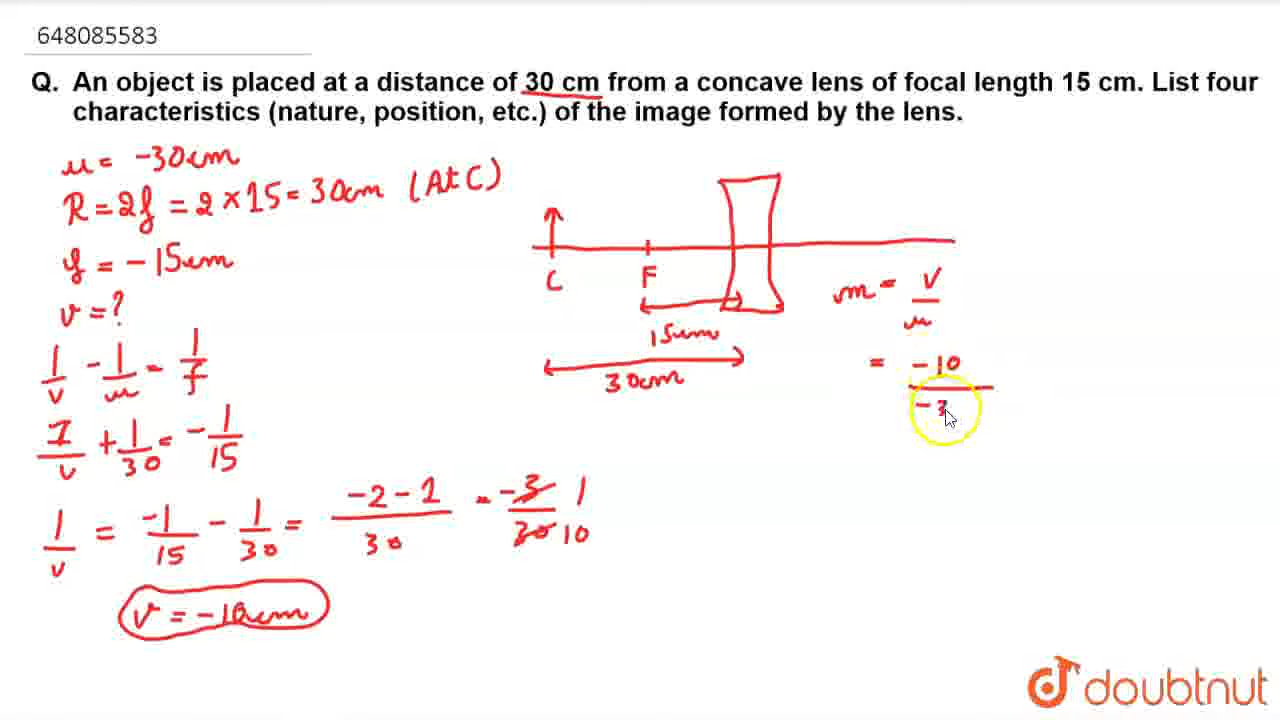 648085583
Q. An object is placed at a distance of 30 cm from a concave lens of focal length 15 cm. List four
characteristics (nature, position, etc.) of the image formed by the lens.
u = -30cm
R = 2f = 2 × 15 = 30cm (At C)
f = -15cm
v = ?
1/v - 1/u = 1/f
1/v + 1/30 = -1/15
1/v = -1/15 - 1/30 = -2-1/30 = -3/30 1/10
v = -10cm
C F
15cm
30cm
m = v/u
= -10/-3
doubtnut